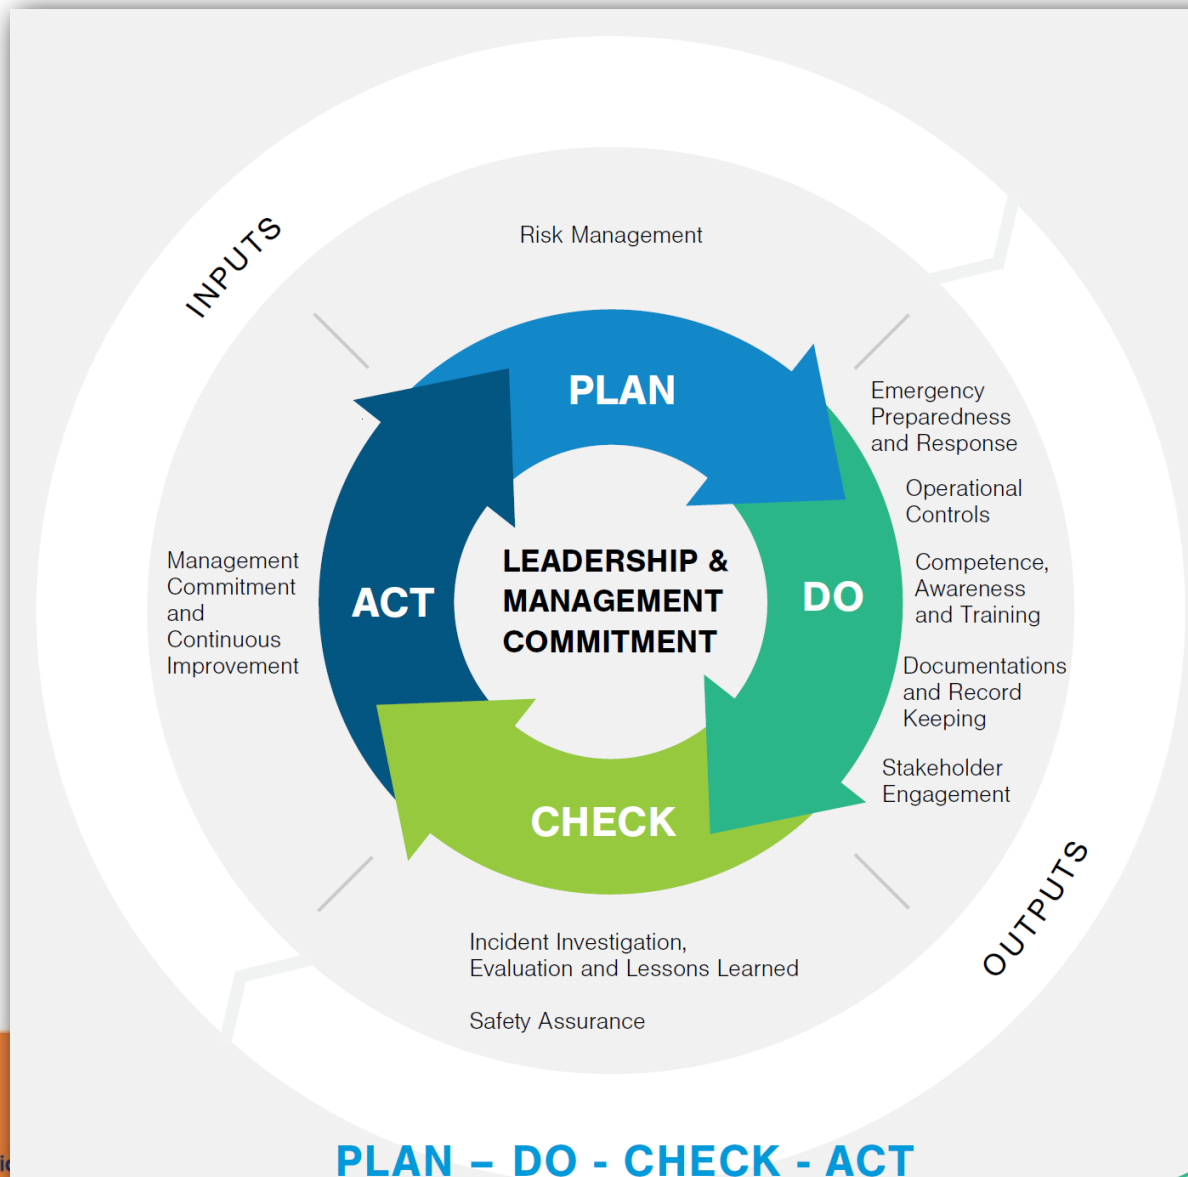 INPUTS
Risk Management
PLAN
Emergency
Preparedness
and Response
Operational
Controls
Competence,
Awareness
and Training
DO
Documentations
and Record
Keeping
Stakeholder
Engagement
LEADERSHIP &
MANAGEMENT
COMMITMENT
ACT
Management
Commitment
and
Continuous
Improvement
CHECK
Incident Investigation,
Evaluation and Lessons Learned
Safety Assurance
OUTPUTS
PLAN – DO - CHECK - ACT